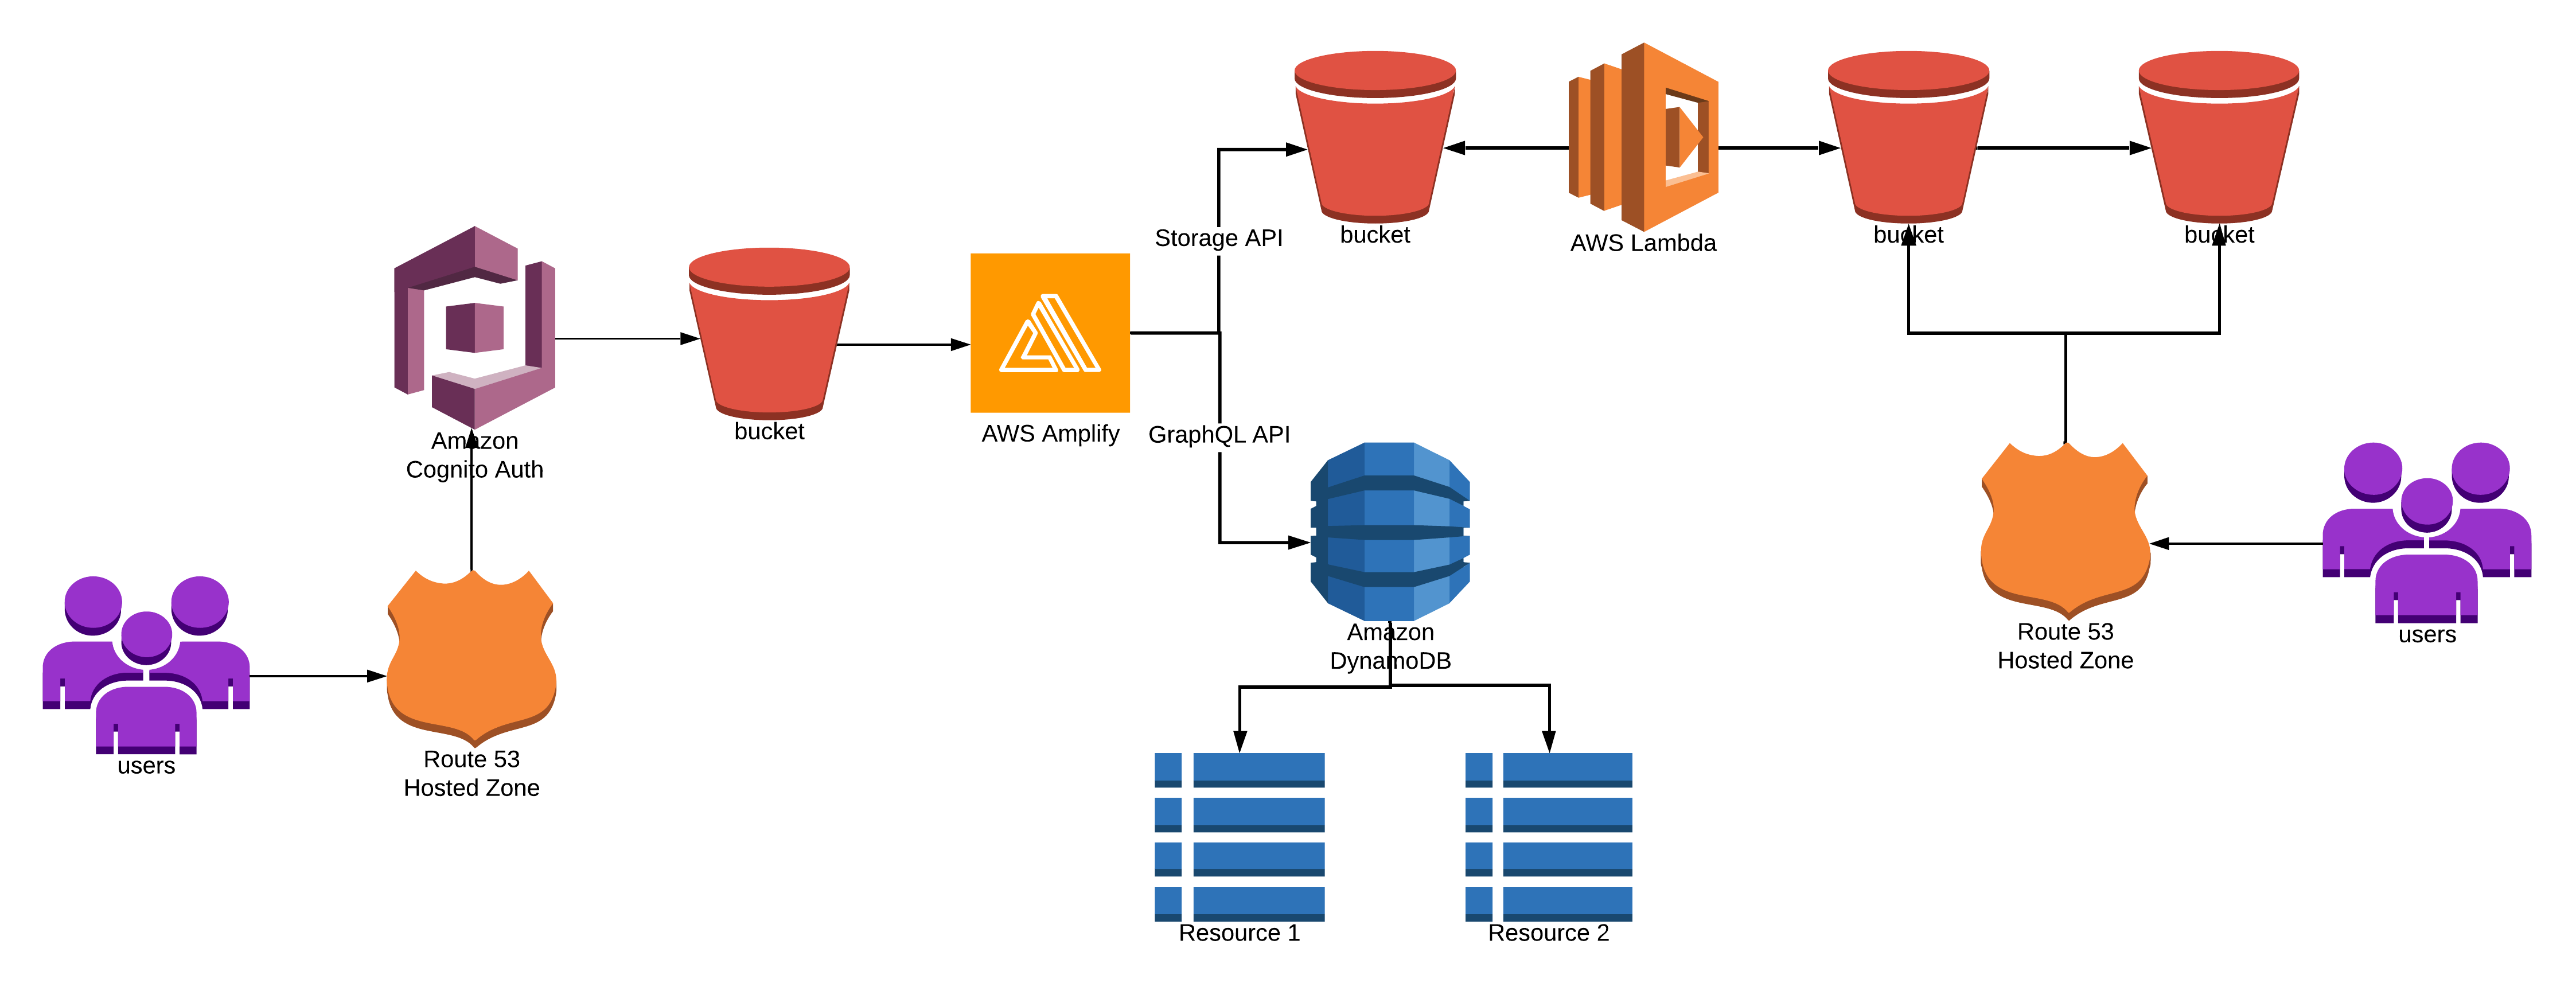 Storage API
bucket
AWS Lambda
bucket
bucket
Amazon
Cognito Auth
bucket
AWS Amplify
GraphQL API
Amazon
DynamoDB
Route 53
Hosted Zone
users
users
Route 53
Hosted Zone
Resource 1
Resource 2